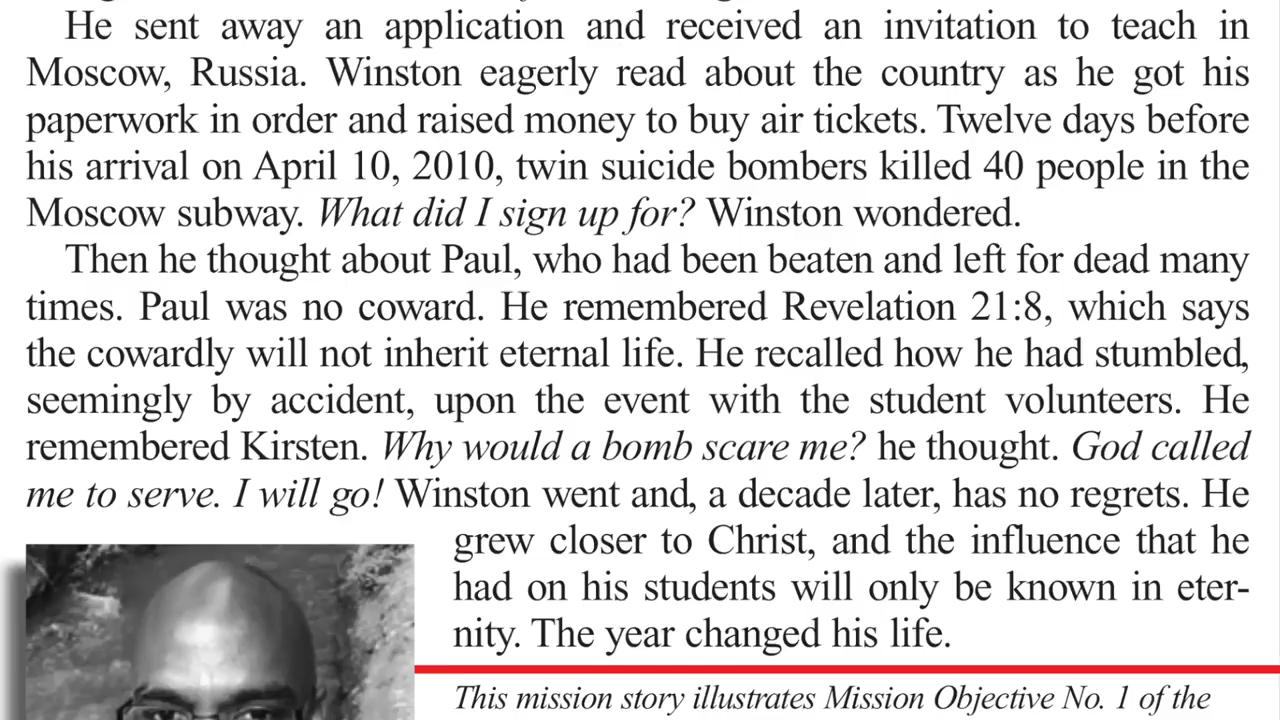 He sent away an application and received an invitation to teach in
Moscow, Russia. Winston eagerly read about the country as he got his
paperwork in order and raised money to buy air tickets. Twelve days before
his arrival on April 10, 2010, twin suicide bombers killed 40 people in the
Moscow subway. What did I sign up for? Winston wondered.
Then he thought about Paul, who had been beaten and left for dead many
times. Paul was no coward. He remembered Revelation 21:8, which says
the cowardly will not inherit eternal life. He recalled how he had stumbled,
seemingly by accident, upon the event with the student volunteers. He
remembered Kirsten. Why would a bomb scare me? he thought. God called
me to serve. I will go! Winston went and, a decade later, has no regrets. He
grew closer to Christ, and the influence that he
had on his students will only be known in eter-
nity. The year changed his life.
This mission story illustrates Mission Objective No. 1 of the